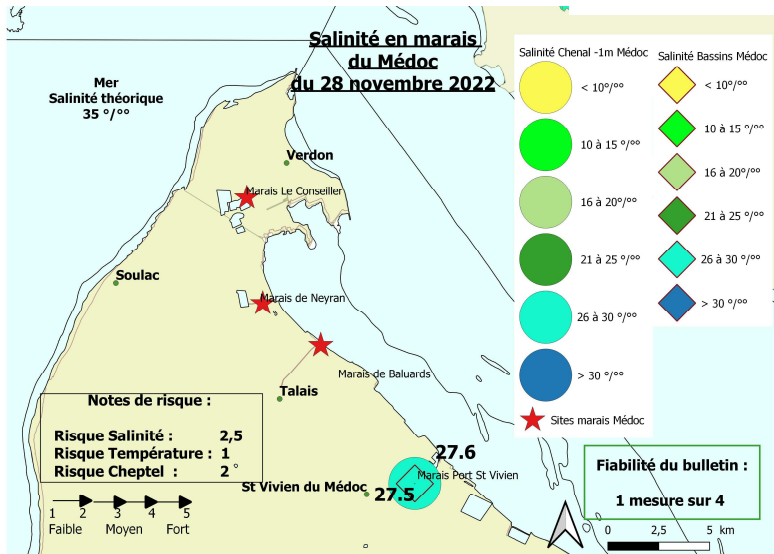 Salinité en marais
du Médoc
du 28 novembre 2022
Mer
Salinité théorique
35 °/°°
Verdon
Marais Le Conseiller
Soulac
Marais de Neyran
Marais de Baluards
Talais
Notes de risque :
Risque Salinité : 2,5
Risque Température : 1
Risque Cheptel : 2°
1 2 3 4 5
Faible Moyen Fort
27.6
Marais Port St Vivien
St Vivien du Médoc
27.5
Salinité Chenal -1m Médoc
< 10°/°°
10 à 15 °/°°
16 à 20°/°°
21 à 25 °/°°
26 à 30 °/°°
> 30 °/°°
Sites marais Médoc
Salinité Bassins Médoc
< 10°/°°
10 à 15 °/°°
16 à 20°/°°
21 à 25 °/°°
26 à 30 °/°°
> 30 °/°°
Fiabilité du bulletin :
1 mesure sur 4
0 2,5 5 km